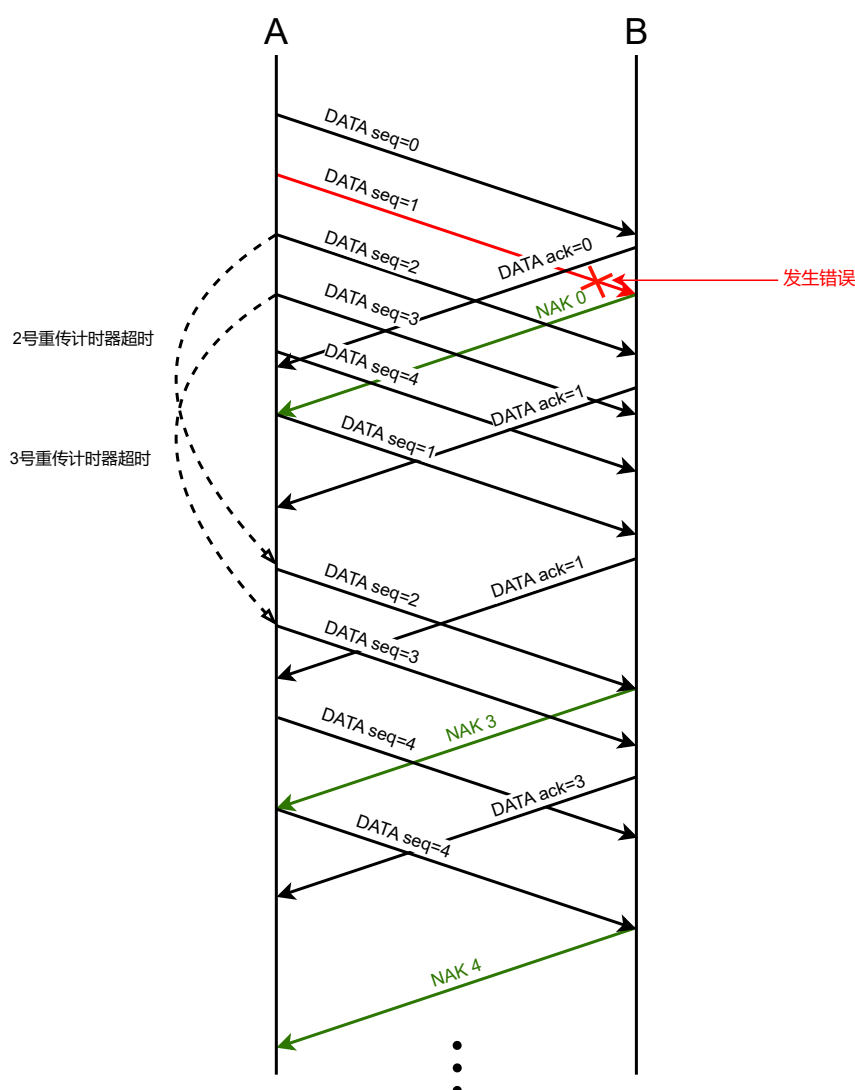 A
B
DATA seq=0
DATA seq=1
DATA ack=0
DATA seq=2
发生错误
NAK 0
DATA seq=3
2号重传计时器超时
DATA seq=4
DATA ack=1
DATA seq=1
3号重传计时器超时
DATA ack=1
DATA seq=2
DATA seq=3
NAK 3
DATA seq=4
DATA ack=3
DATA seq=4
NAK 4